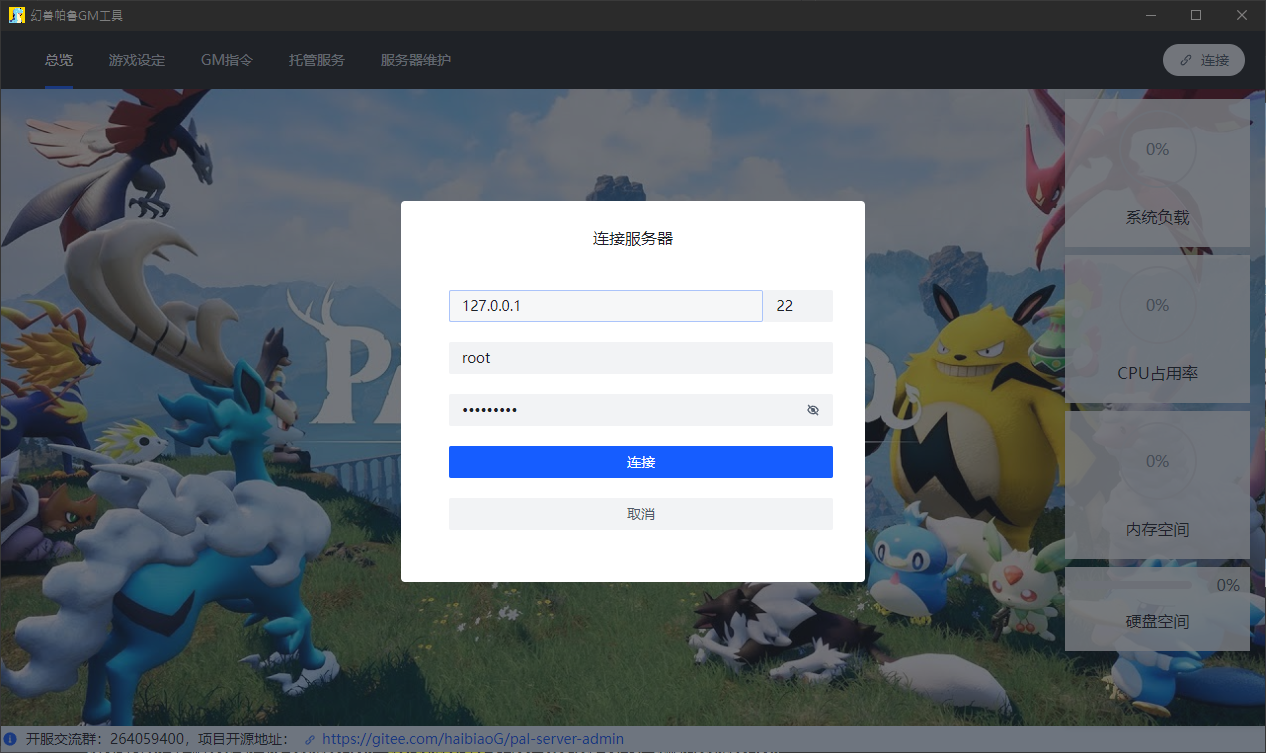 幻兽帕鲁GM工具
总览 游戏设定 GM指令 托管服务 服务器维护 连接
0%
系统负载
连接服务器
127.0.0.1 22
0%
root
CPU占用率
•••••••••
连接
0%
取消
内存空间
0%
硬盘空间
开服交流群：264059400，项目开源地址： https://gitee.com/haibiaoG/pal-server-admin